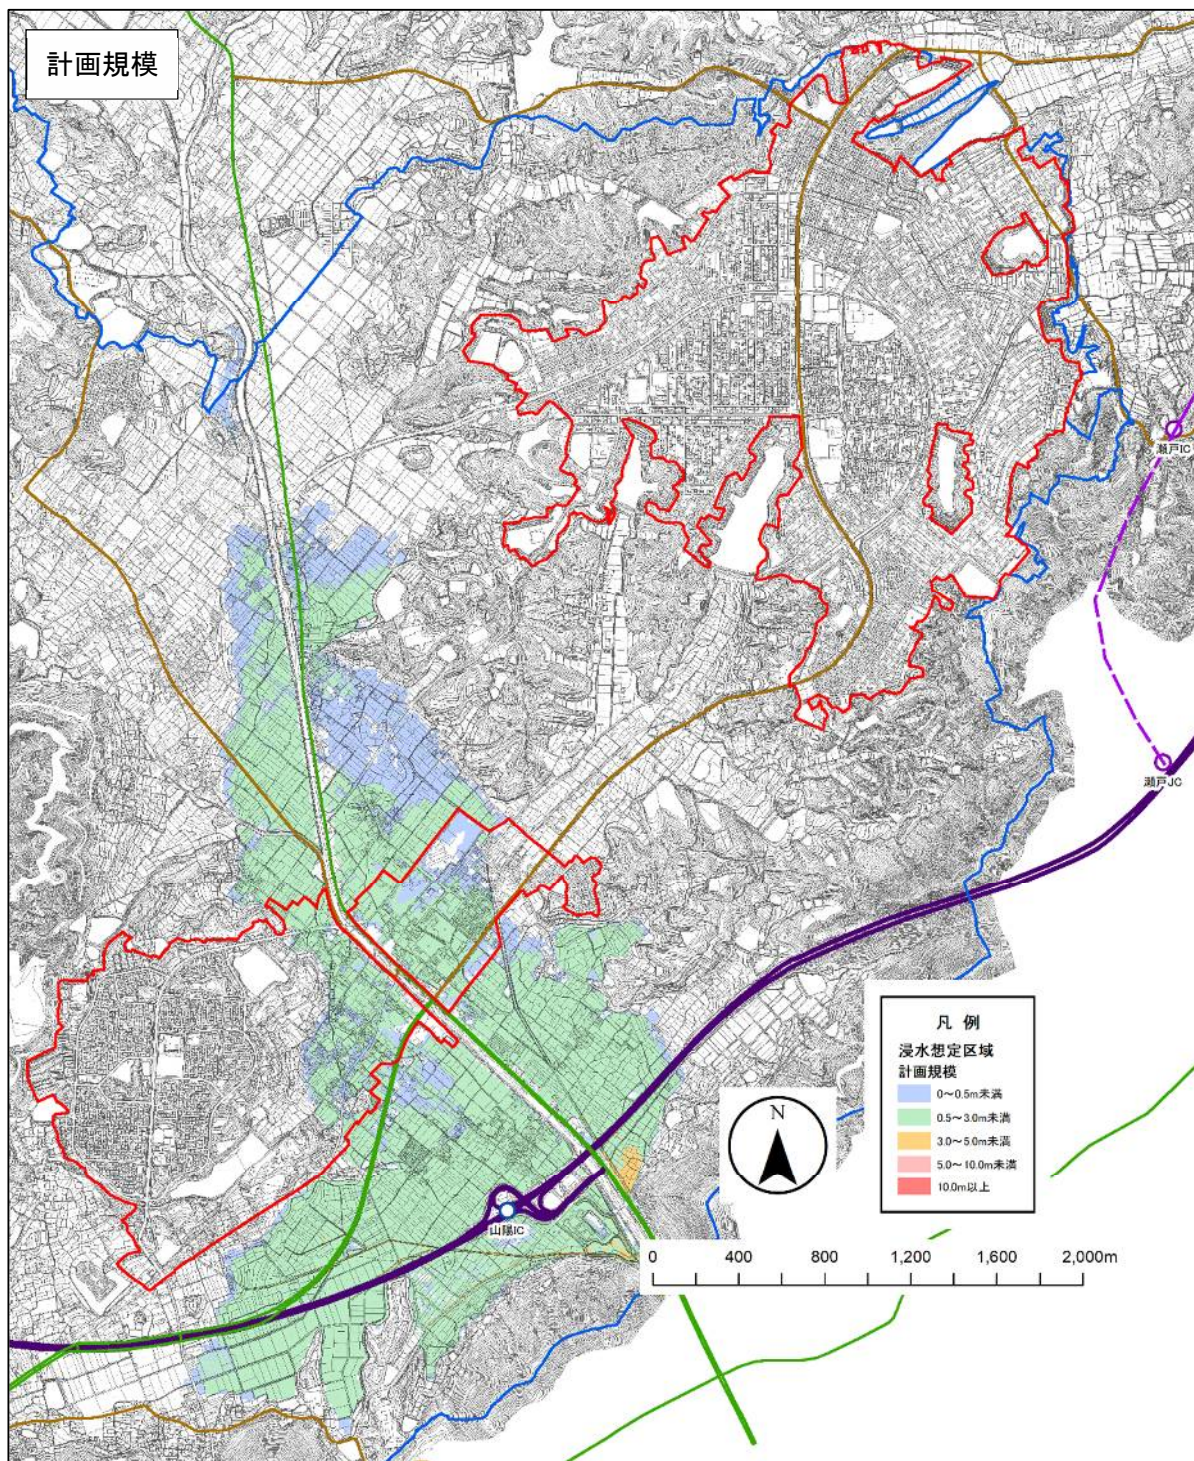 計画規模
瀬戸IC
瀬戸JC
凡 例
浸水想定区域
計画規模
0～0.5m未満
0.5～3.0m未満
3.0～5.0m未満
5.0～10.0m未満
10.0m以上
N
山陽IC
0 400 800 1,200 1,600 2,000m